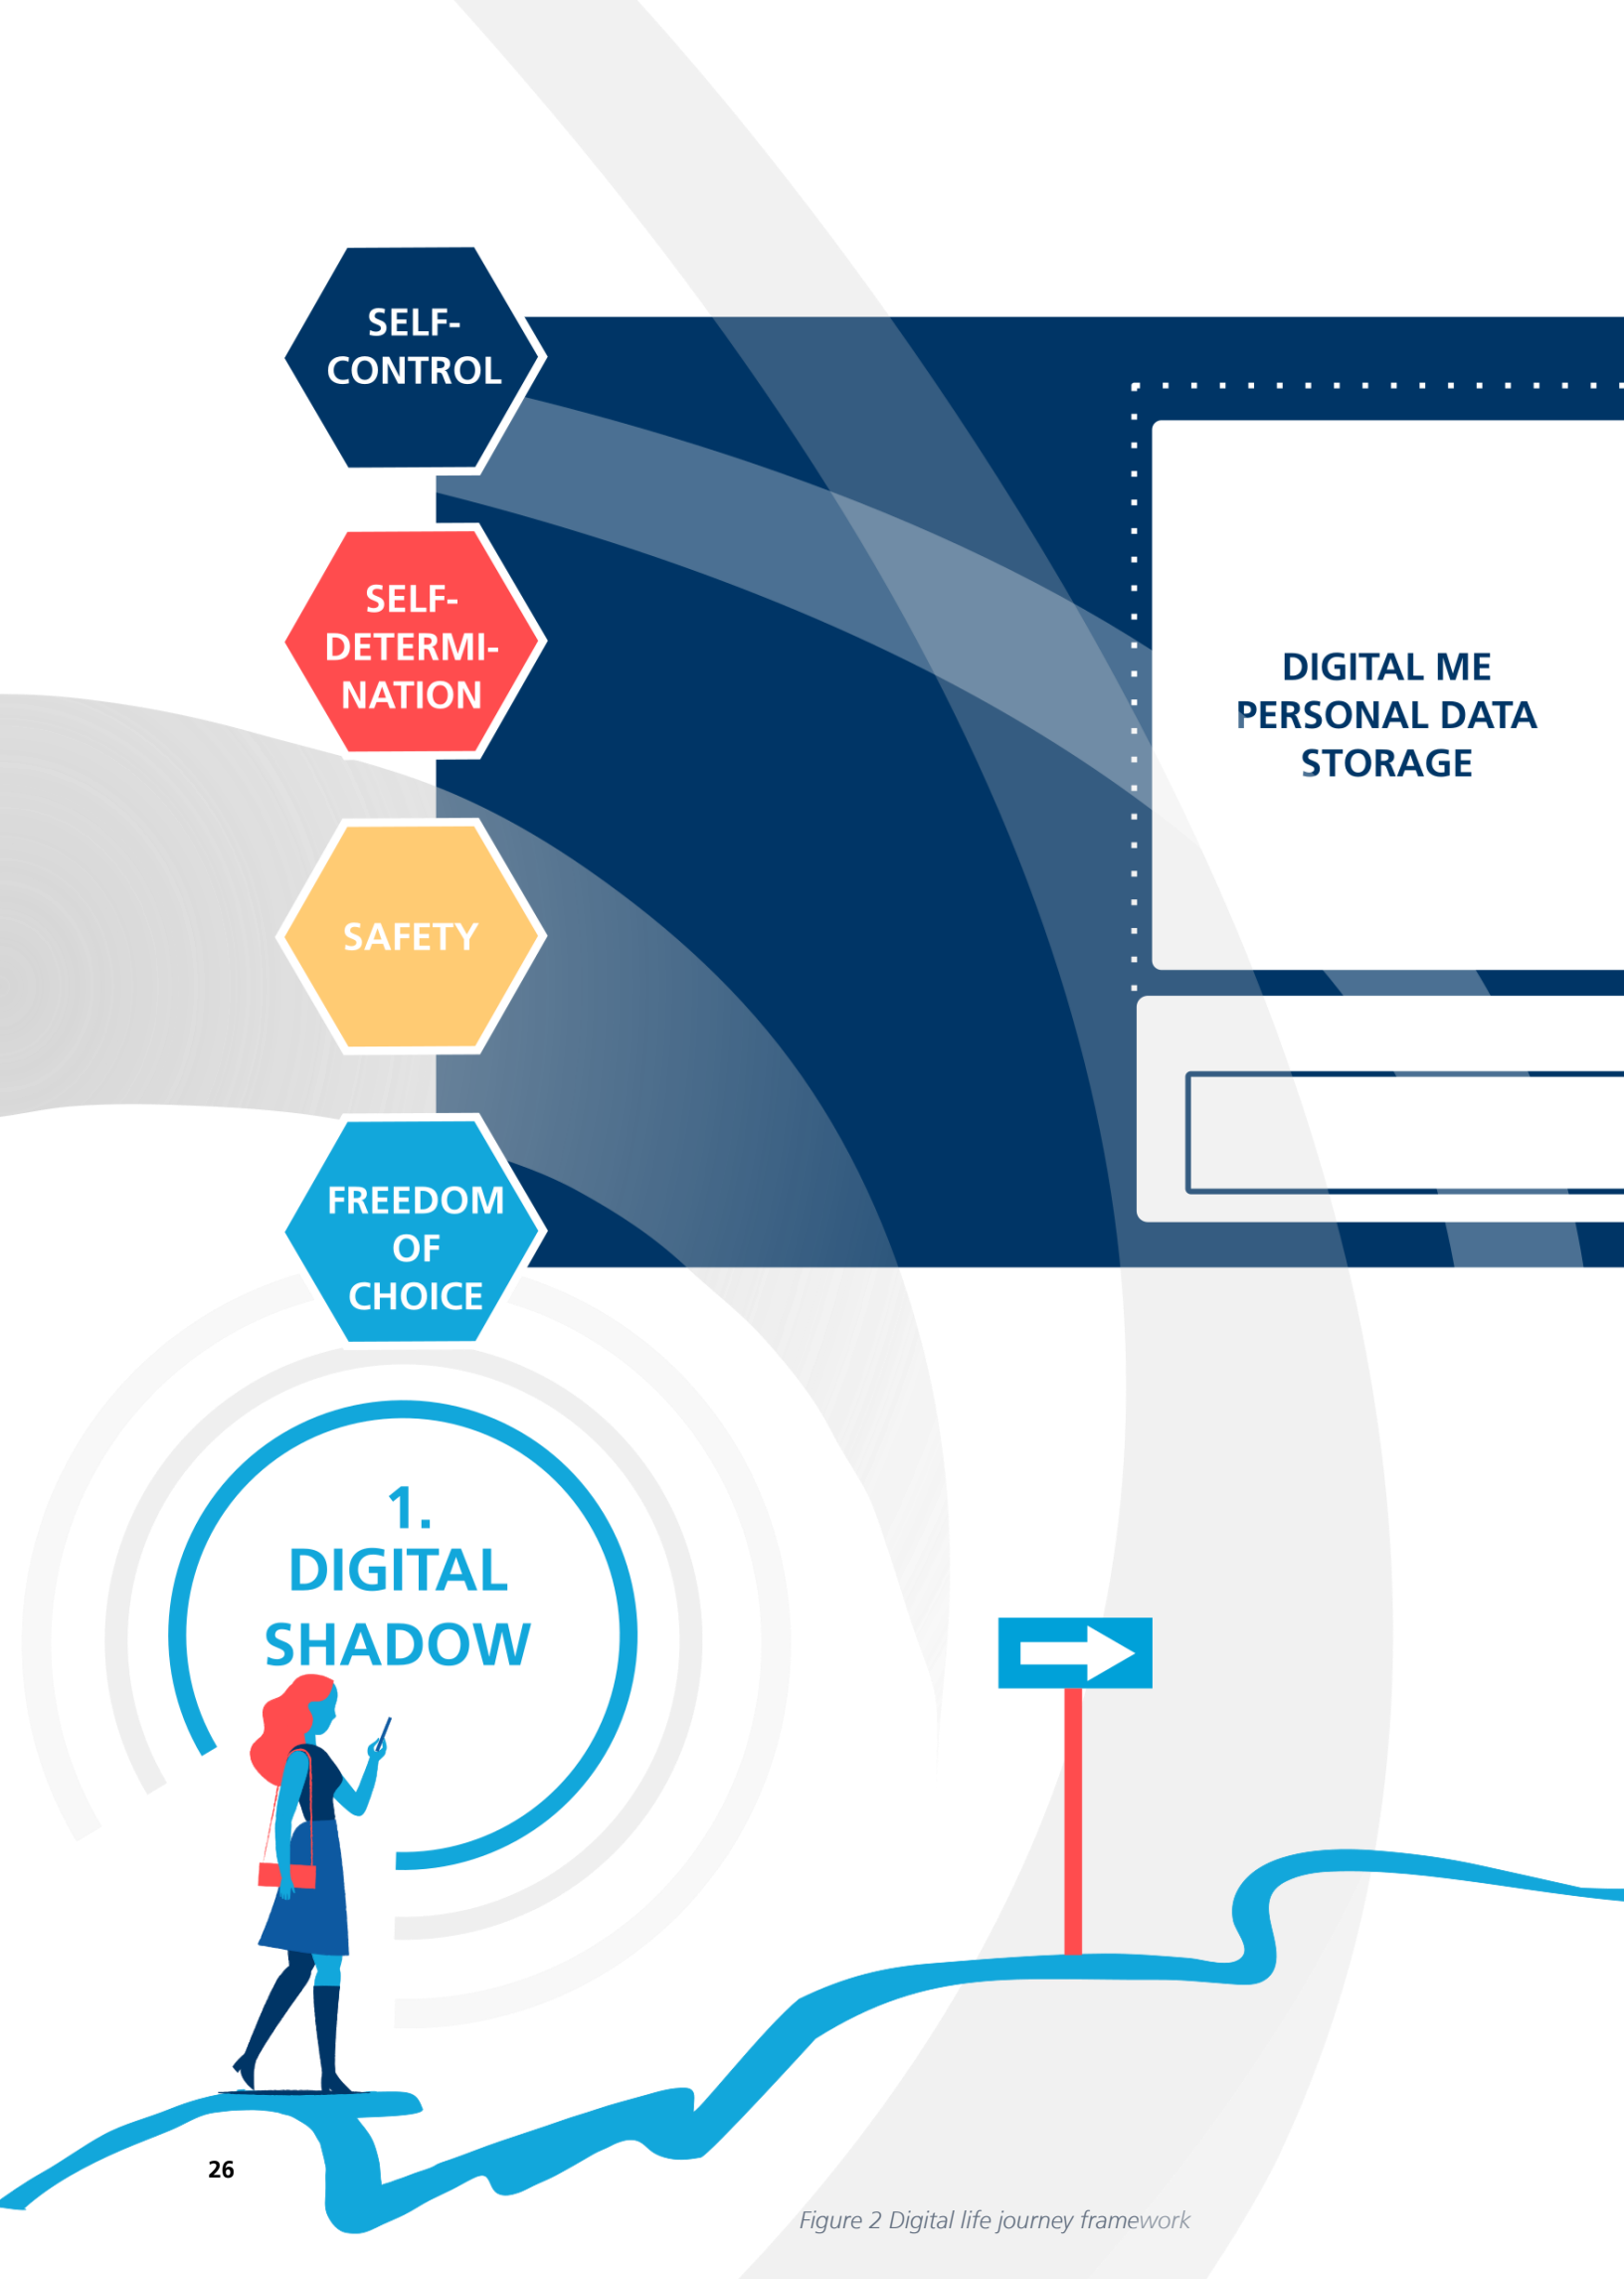 SELF-
CONTROL
SELF-
DETERMI-
NATION
SAFETY
FREEDOM
OF
CHOICE
DIGITAL ME
PERSONAL DATA
STORAGE
1.
DIGITAL
SHADOW
26
Figure 2 Digital life journey framework